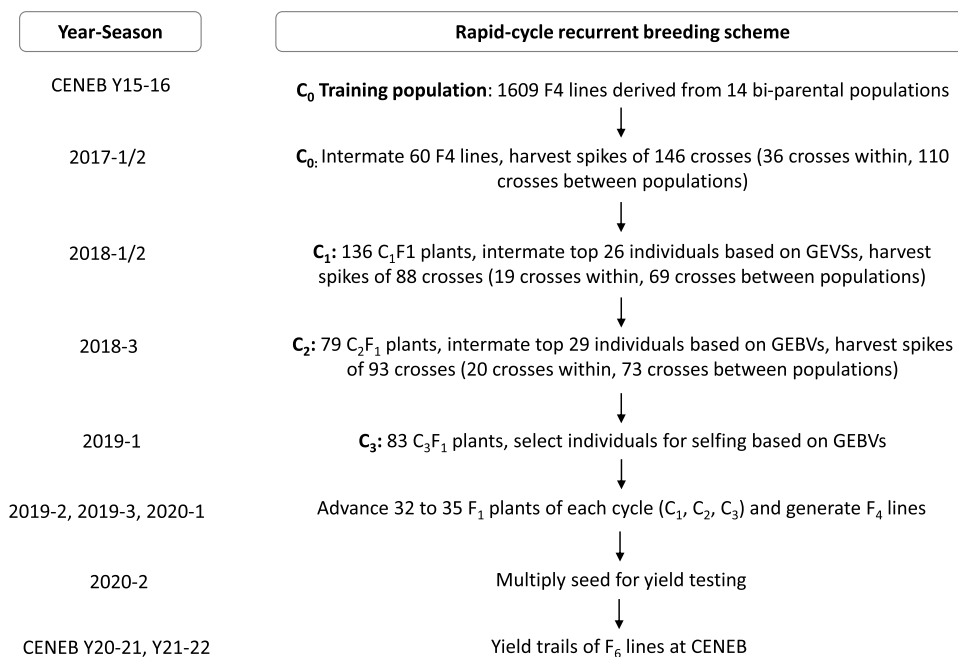 Year-Season
Rapid-cycle recurrent breeding scheme
CENEB Y15-16
C₀ Training population: 1609 F4 lines derived from 14 bi-parental populations
2017-1/2
C₀: Intermate 60 F4 lines, harvest spikes of 146 crosses (36 crosses within, 110
crosses between populations)
2018-1/2
C₁: 136 C₁F1 plants, intermate top 26 individuals based on GEVSs, harvest
spikes of 88 crosses (19 crosses within, 69 crosses between populations)
2018-3
C₂: 79 C₂F₁ plants, intermate top 29 individuals based on GEBVs, harvest spikes
of 93 crosses (20 crosses within, 73 crosses between populations)
2019-1
C₃: 83 C₃F₁ plants, select individuals for selfing based on GEBVs
2019-2, 2019-3, 2020-1
Advance 32 to 35 F₁ plants of each cycle (C₁, C₂, C₃) and generate F₄ lines
2020-2
Multiply seed for yield testing
CENEB Y20-21, Y21-22
Yield trails of F₆ lines at CENEB